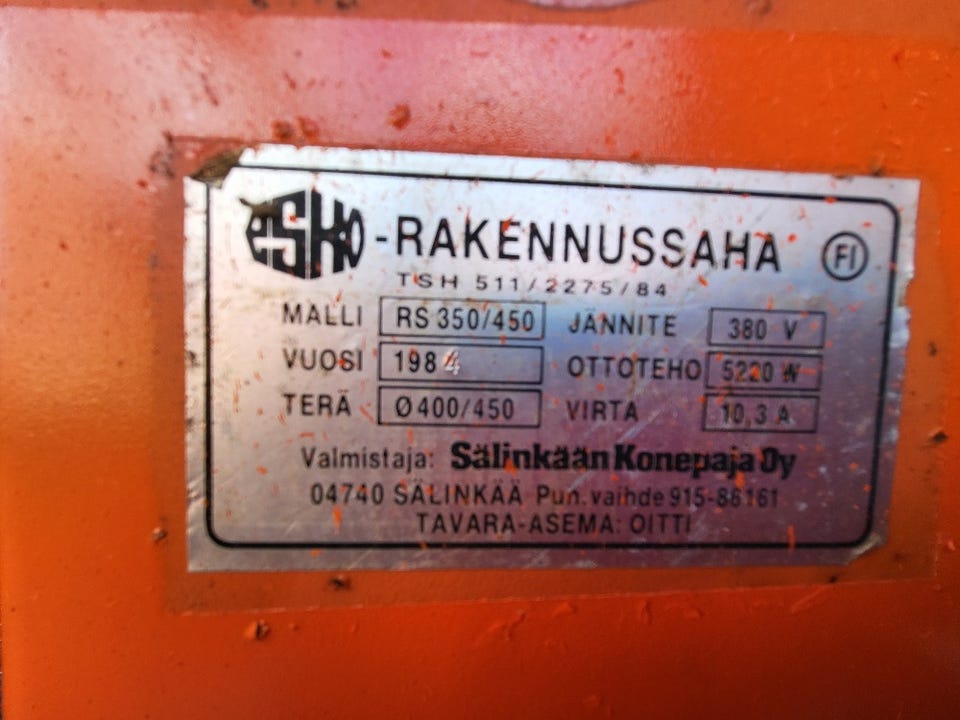 esko -RAKENNUSSAHA FI
TSH 511/2275/84
MALLI RS 350/450 JÄNNITE 380 V
VUOSI 1984 OTTOTEHO 5220 W
TERÄ Ø400/450 VIRTA 10,3 A
Valmistaja: Sälinkään Konepaja Oy
04740 SÄLINKÄÄ Puh. vaihde 915-86161
TAVARA-ASEMA: OITTI